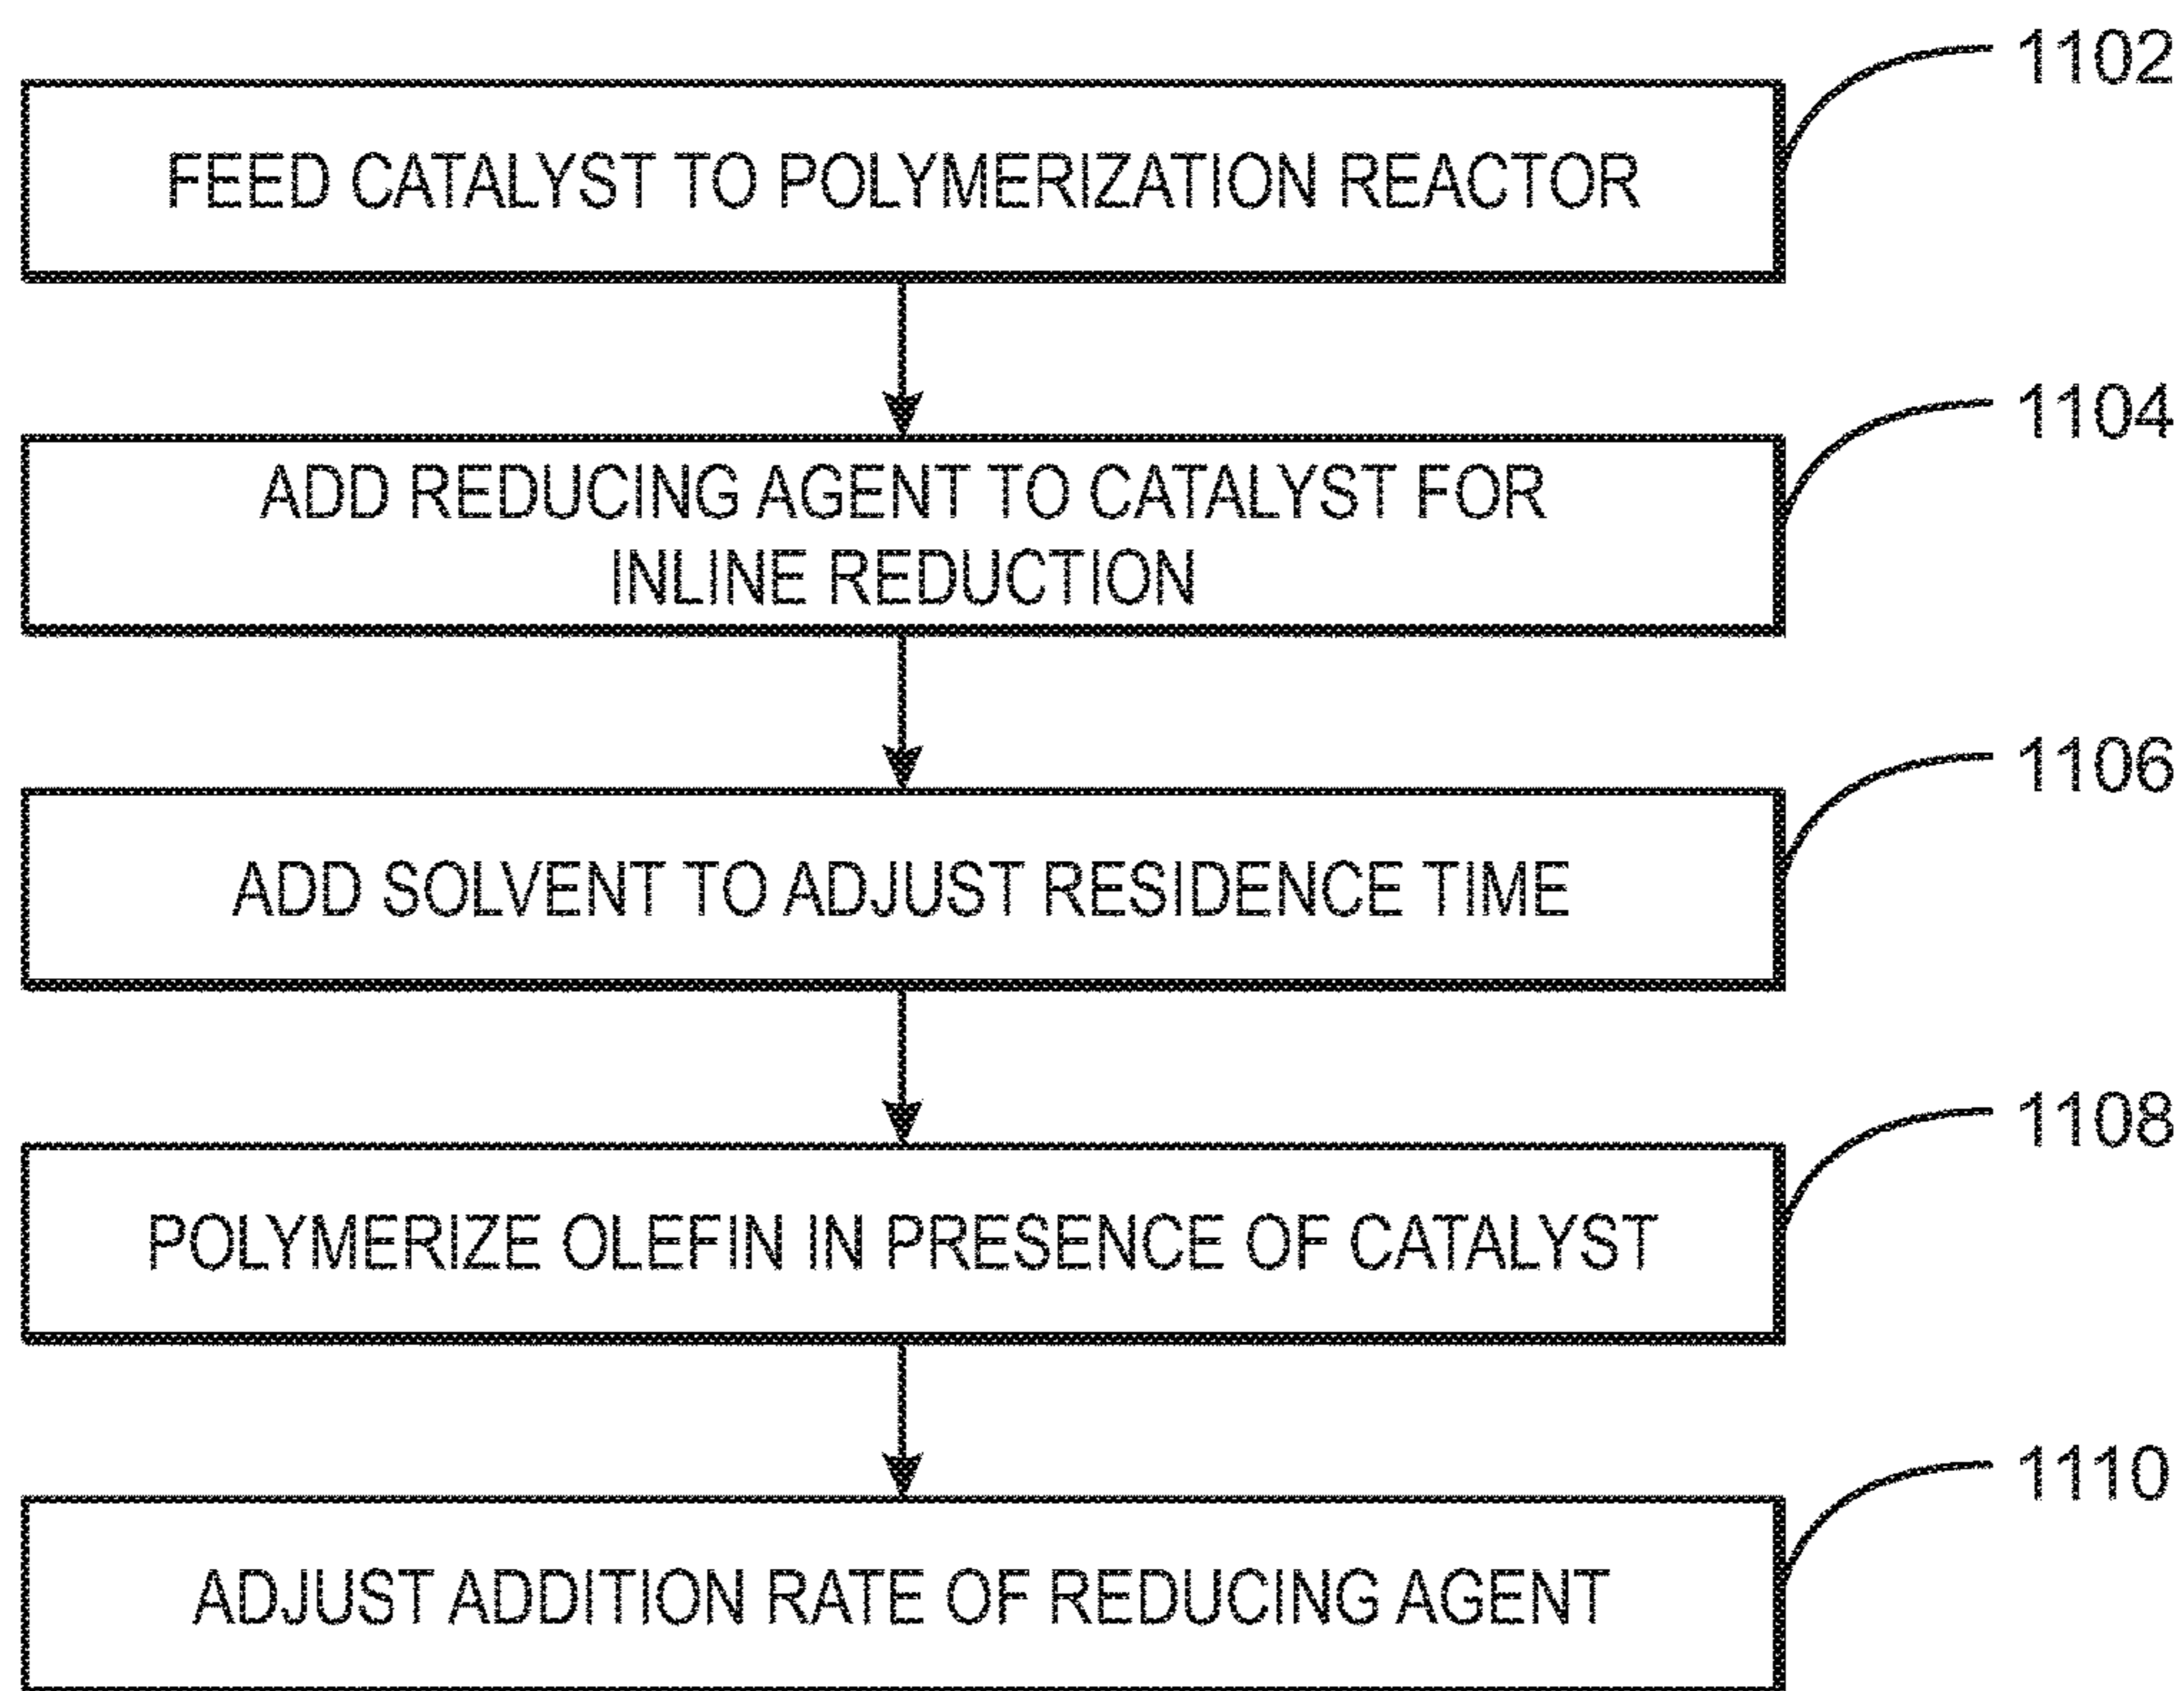 1102
FEED CATALYST TO POLYMERIZATION REACTOR
1104
ADD REDUCING AGENT TO CATALYST FOR
INLINE REDUCTION
1106
ADD SOLVENT TO ADJUST RESIDENCE TIME
1108
POLYMERIZE OLEFIN IN PRESENCE OF CATALYST
1110
ADJUST ADDITION RATE OF REDUCING AGENT